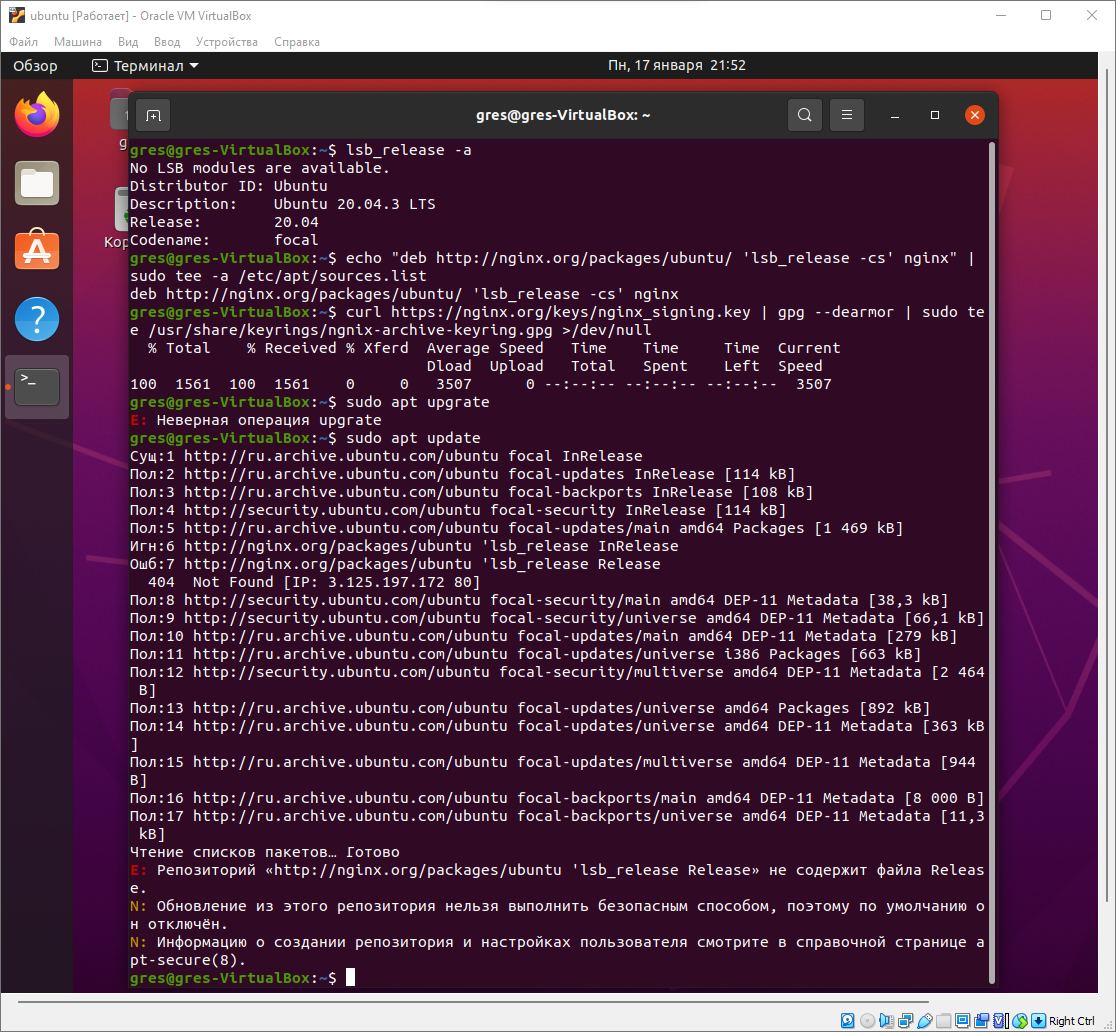 ubuntu [Работает] - Oracle VM VirtualBox
Файл Машина Вид Ввод Устройства Справка
Обзор Терминал Пн, 17 января 21:52
gres@gres-VirtualBox: ~
gres@gres-VirtualBox:~$ lsb_release -a
No LSB modules are available.
Distributor ID: Ubuntu
Description: Ubuntu 20.04.3 LTS
Release: 20.04
Codename: focal
gres@gres-VirtualBox:~$ echo "deb http://nginx.org/packages/ubuntu/ 'lsb_release -cs' nginx" |
sudo tee -a /etc/apt/sources.list
deb http://nginx.org/packages/ubuntu/ 'lsb_release -cs' nginx
gres@gres-VirtualBox:~$ curl https://nginx.org/keys/nginx_signing.key | gpg --dearmor | sudo te
e /usr/share/keyrings/ngnix-archive-keyring.gpg >/dev/null
% Total % Received % Xferd Average Speed Time Time Time Current
Dload Upload Total Spent Left Speed
100 1561 100 1561 0 0 3507 0 --:--:-- --:--:-- --:--:-- 3507
gres@gres-VirtualBox:~$ sudo apt upgrate
E: Неверная операция upgrate
gres@gres-VirtualBox:~$ sudo apt update
Сущ:1 http://ru.archive.ubuntu.com/ubuntu focal InRelease
Пол:2 http://ru.archive.ubuntu.com/ubuntu focal-updates InRelease [114 kB]
Пол:3 http://ru.archive.ubuntu.com/ubuntu focal-backports InRelease [108 kB]
Пол:4 http://security.ubuntu.com/ubuntu focal-security InRelease [114 kB]
Пол:5 http://ru.archive.ubuntu.com/ubuntu focal-updates/main amd64 Packages [1 469 kB]
Игн:6 http://nginx.org/packages/ubuntu 'lsb_release InRelease
Ошб:7 http://nginx.org/packages/ubuntu 'lsb_release Release
404 Not Found [IP: 3.125.197.172 80]
Пол:8 http://security.ubuntu.com/ubuntu focal-security/main amd64 DEP-11 Metadata [38,3 kB]
Пол:9 http://security.ubuntu.com/ubuntu focal-security/universe amd64 DEP-11 Metadata [66,1 kB]
Пол:10 http://ru.archive.ubuntu.com/ubuntu focal-updates/main amd64 DEP-11 Metadata [279 kB]
Пол:11 http://ru.archive.ubuntu.com/ubuntu focal-updates/universe i386 Packages [663 kB]
Пол:12 http://security.ubuntu.com/ubuntu focal-security/multiverse amd64 DEP-11 Metadata [2 464
B]
Пол:13 http://ru.archive.ubuntu.com/ubuntu focal-updates/universe amd64 Packages [892 kB]
Пол:14 http://ru.archive.ubuntu.com/ubuntu focal-updates/universe amd64 DEP-11 Metadata [363 kB
]
Пол:15 http://ru.archive.ubuntu.com/ubuntu focal-updates/multiverse amd64 DEP-11 Metadata [944
B]
Пол:16 http://ru.archive.ubuntu.com/ubuntu focal-backports/main amd64 DEP-11 Metadata [8 000 B]
Пол:17 http://ru.archive.ubuntu.com/ubuntu focal-backports/universe amd64 DEP-11 Metadata [11,3
kB]
Чтение списков пакетов… Готово
E: Репозиторий «http://nginx.org/packages/ubuntu 'lsb_release Release» не содержит файла Releas
e.
N: Обновление из этого репозитория нельзя выполнить безопасным способом, поэтому по умолчанию о
н отключён.
N: Информацию о создании репозитория и настройках пользователя смотрите в справочной странице a
pt-secure(8).
gres@gres-VirtualBox:~$
Right Ctrl